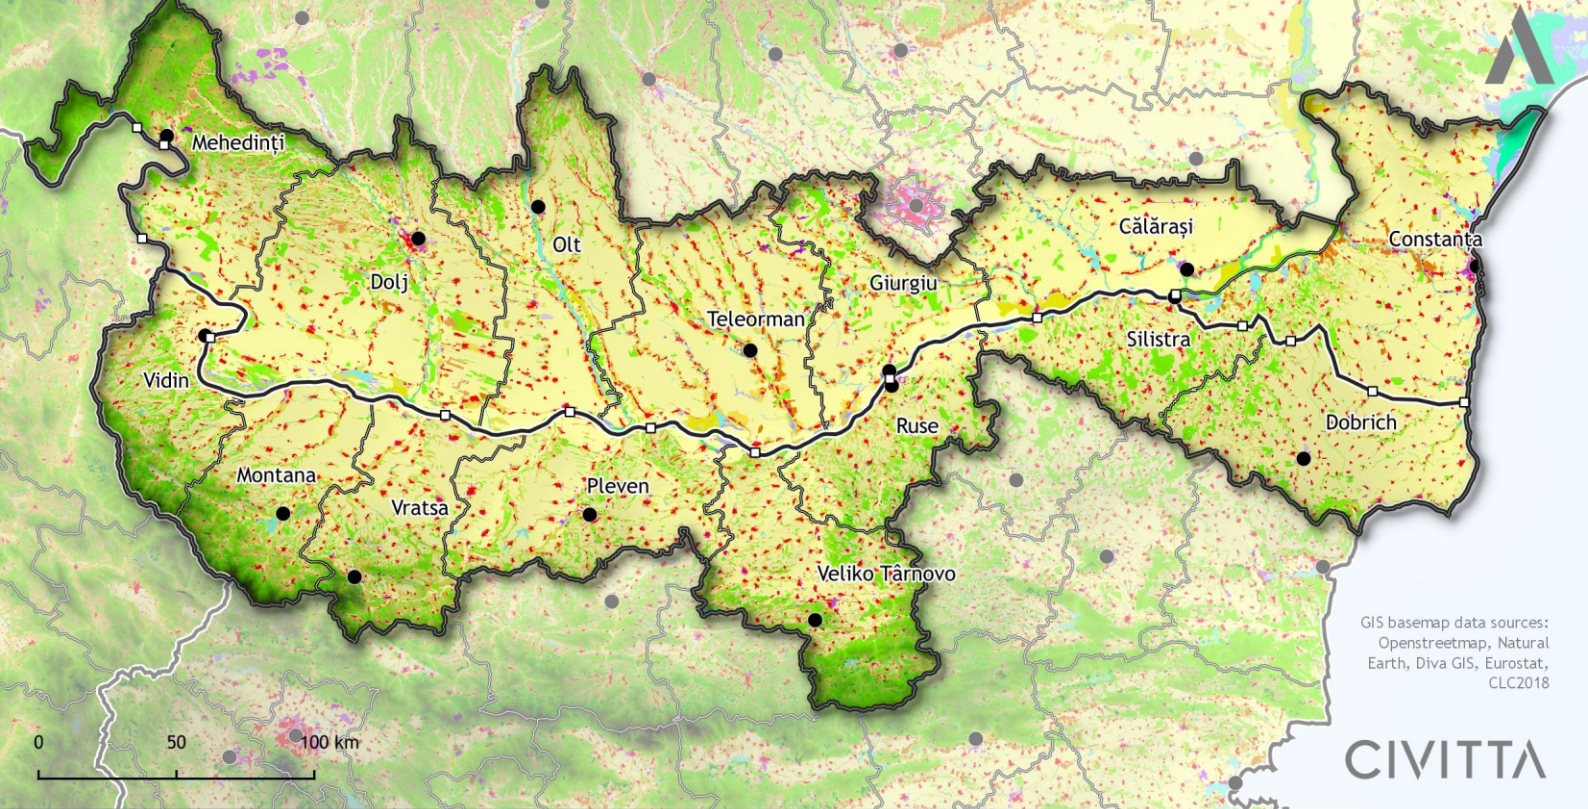 Mehedinți
Olt
Călărași
Constanța
Dolj
Giurgiu
Teleorman
Silistra
Vidin
Dobrich
Ruse
Montana
Pleven
Vratsa
Veliko Târnovo
GIS basemap data sources:
Openstreetmap, Natural
Earth, Diva GIS, Eurostat,
CLC2018
0 50 100 km
CIVITTA